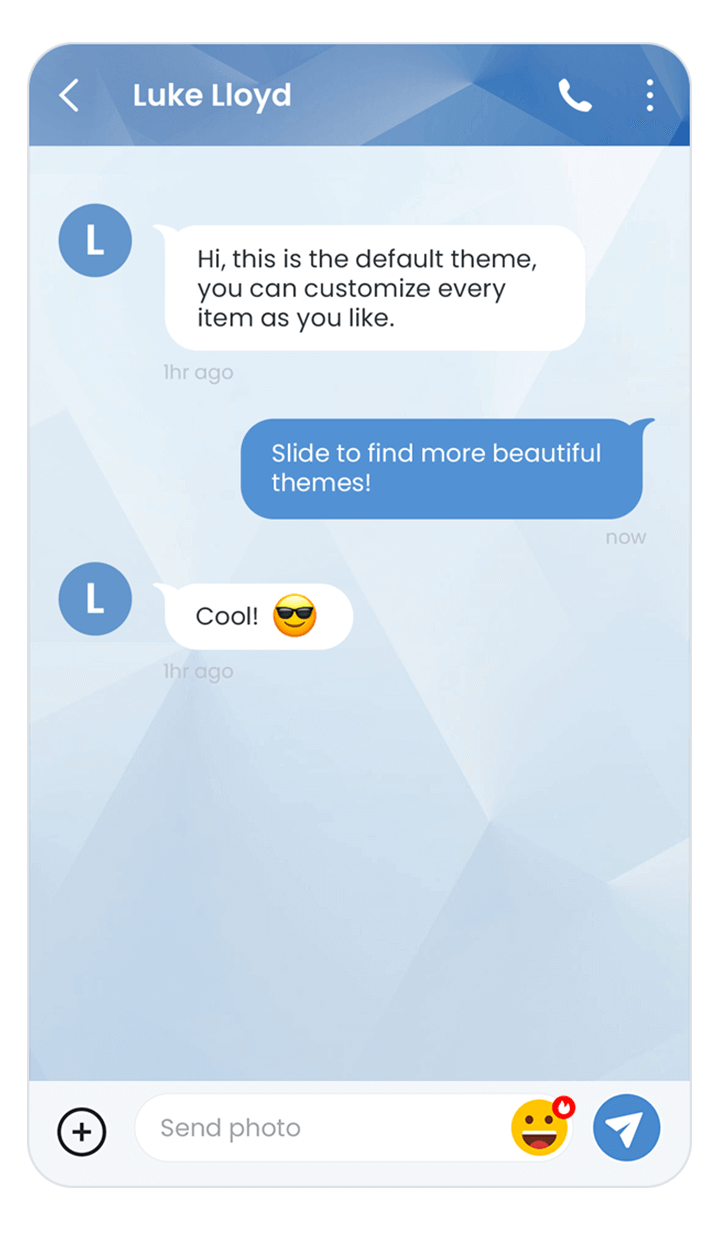 Luke Lloyd
L
Hi, this is the default theme,
you can customize every
item as you like.
1hr ago
Slide to find more beautiful
themes!
now
L
Cool! 😎
1hr ago
Send photo